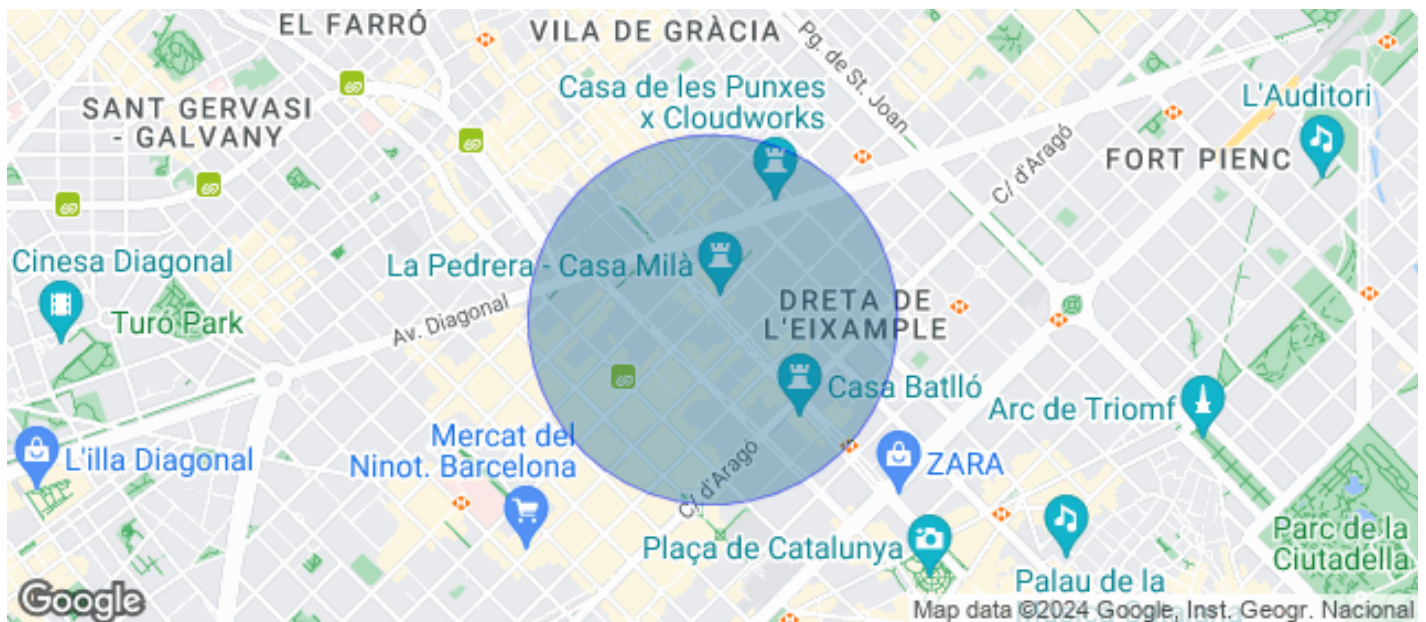 EL FARRÓ
VILA DE GRÀCIA
Pg. de St. Joan
SANT GERVASI
- GALVANY
Casa de les Punxes
x Cloudworks
L'Auditori
C/ d'Aragó
FORT PIENC
Cinesa Diagonal
La Pedrera - Casa Milà
Turó Park
Av. Diagonal
DRETA DE
L'EIXAMPLE
Casa Batlló
Arc de Triomf
L'illa Diagonal
Mercat del
Ninot. Barcelona
C/ d'Aragó
ZARA
Plaça de Catalunya
Parc de la
Ciutadella
Palau de la
Google
Map data ©2024 Google, Inst. Geogr. Nacional